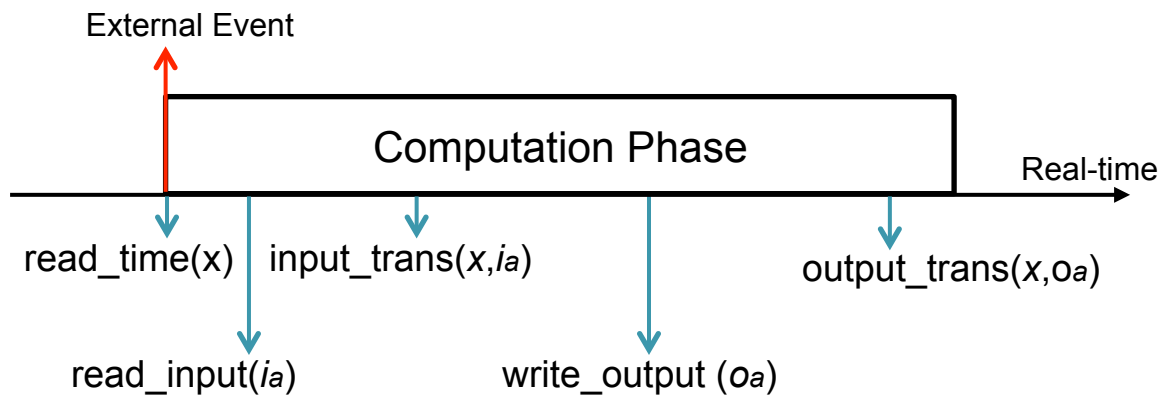 External Event
Computation Phase
Real-time
read_time(x)
input_trans(x,ia)
output_trans(x,oa)
read_input(ia)
write_output (oa)